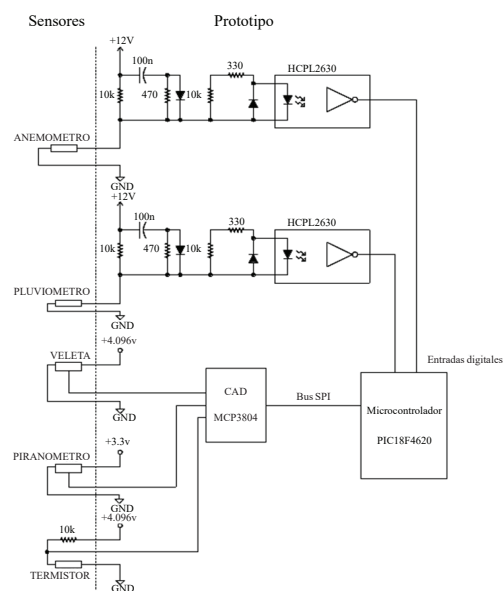 Sensores
Prototipo
+12V
100n
10k
470
10k
330
HCPL2630
ANEMOMETRO
GND
+12V
100n
10k
470
10k
330
HCPL2630
PLUVIOMETRO
GND
+4.096v
VELETA
GND
Entradas digitales
CAD
MCP3804
Bus SPI
Microcontrolador
PIC18F4620
+3.3v
PIRANOMETRO
GND
+4.096v
10k
TERMISTOR
GND